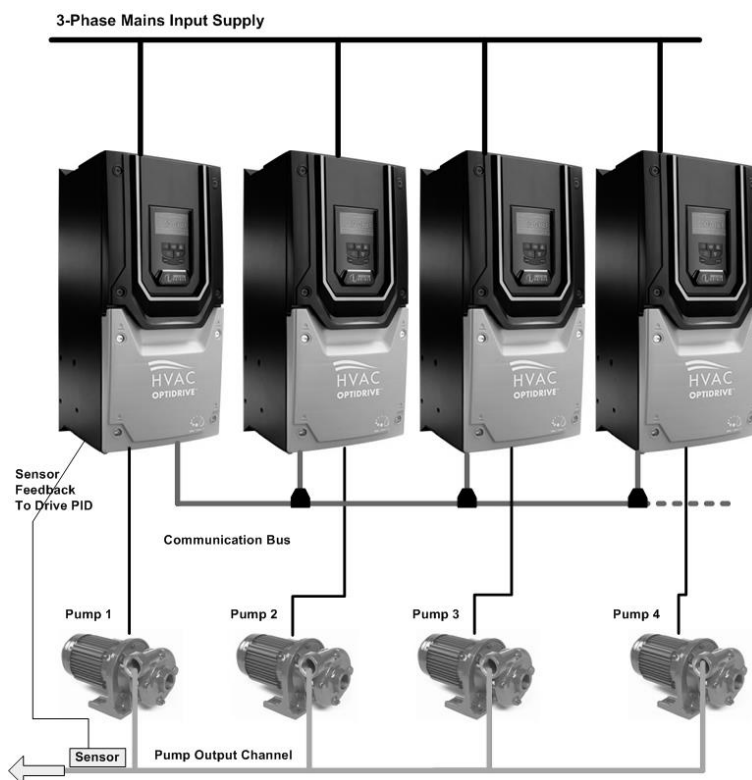 3-Phase Mains Input Supply
HVAC
OPTIDRIVE
HVAC
OPTIDRIVE
HVAC
OPTIDRIVE
HVAC
OPTIDRIVE
Sensor
Feedback
To Drive PID
Communication Bus
Pump 1
Pump 2
Pump 3
Pump 4
Sensor
Pump Output Channel